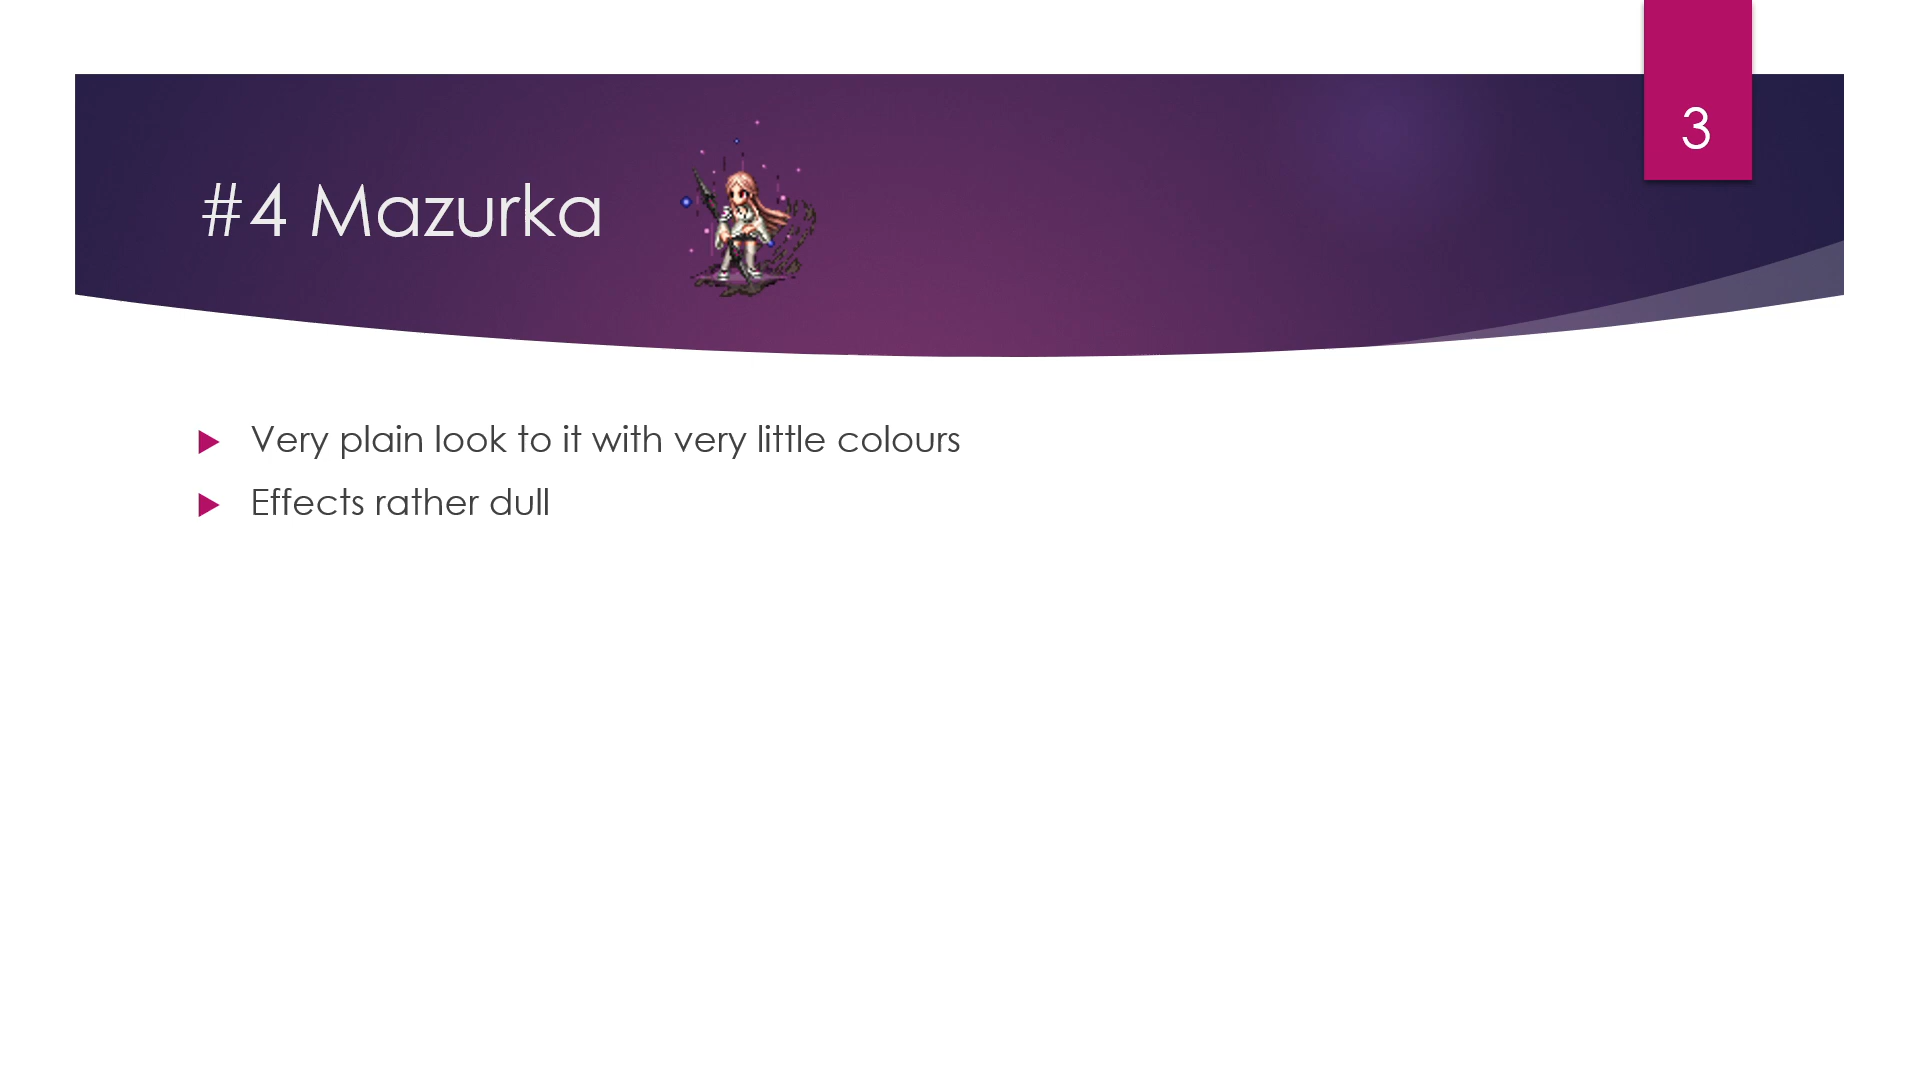 3
#4 Mazurka
Very plain look to it with very little colours
Effects rather dull